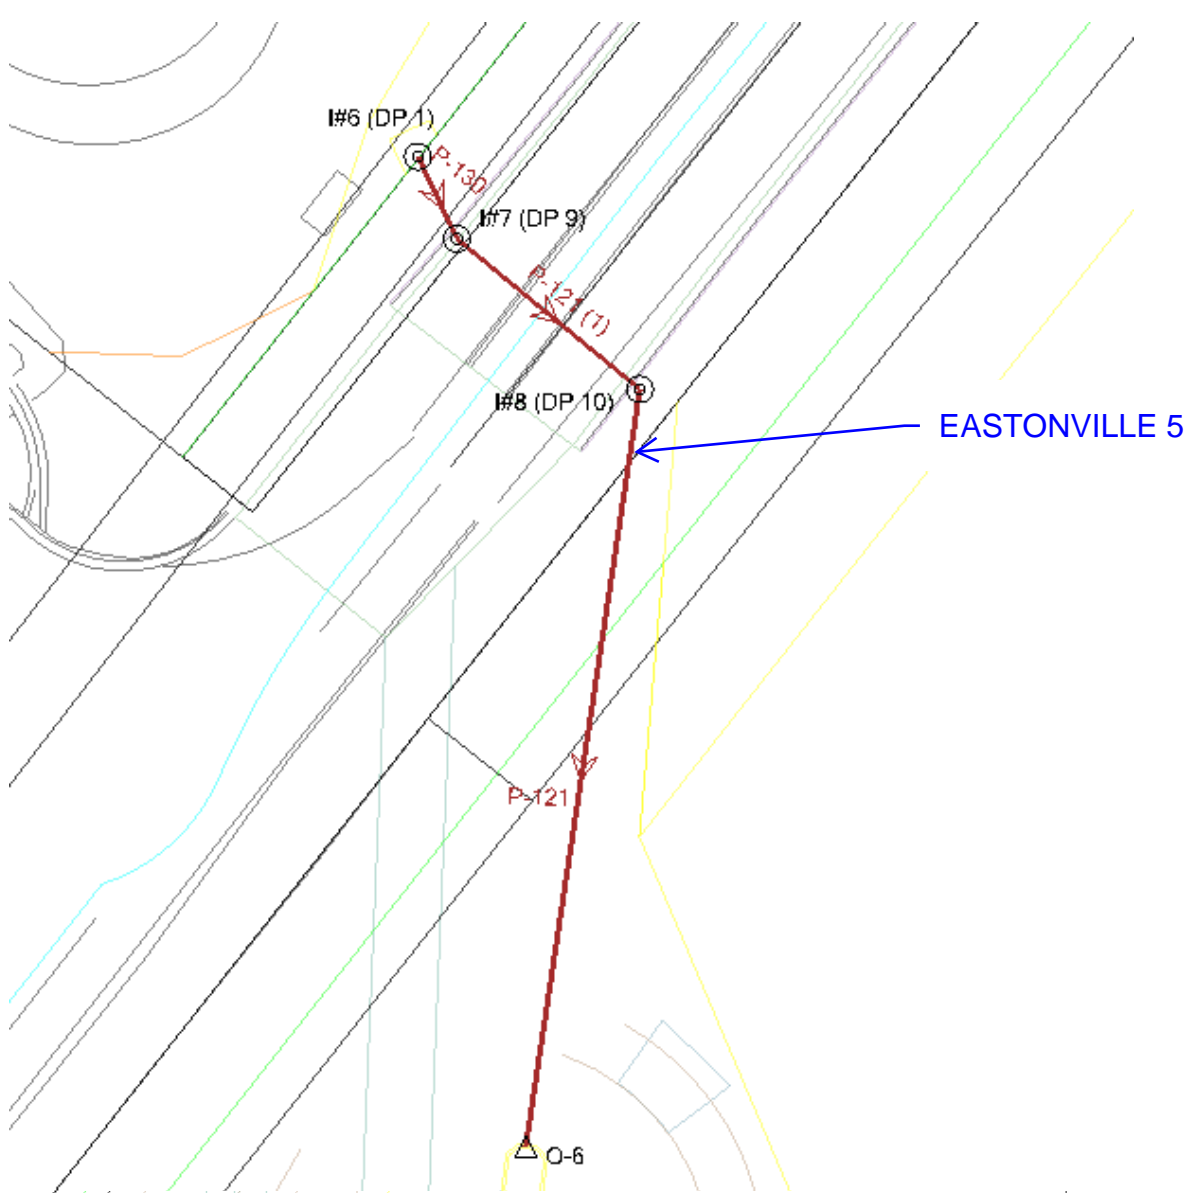 I#6 (DP 1)
P-130
I#7 (DP 9)
P-121 (1)
I#8 (DP 10)
EASTONVILLE 5
P-121
O-6